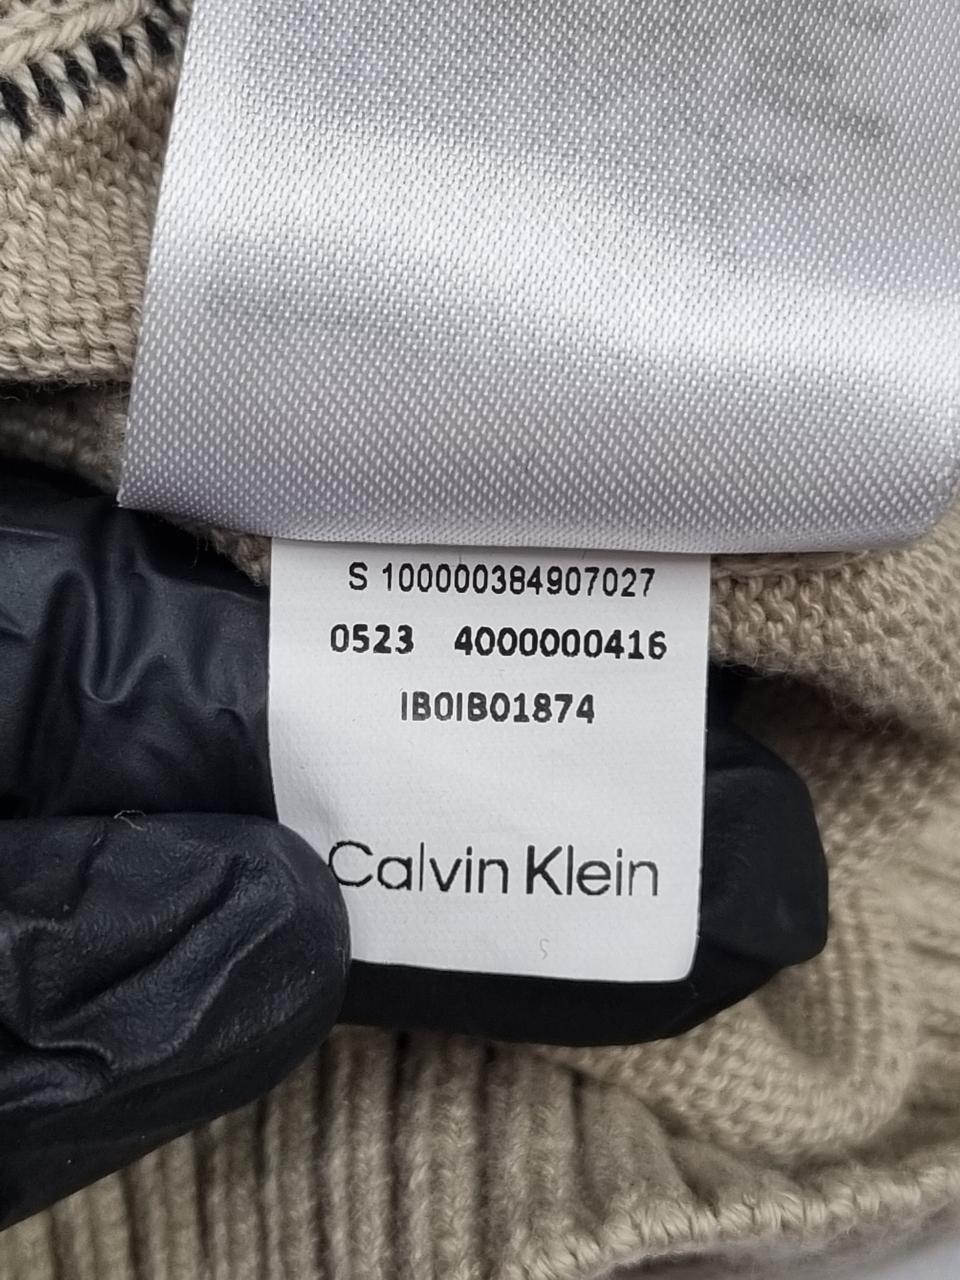 S 100000384907027
0523 4000000416
IB0IB01874
Calvin Klein
S